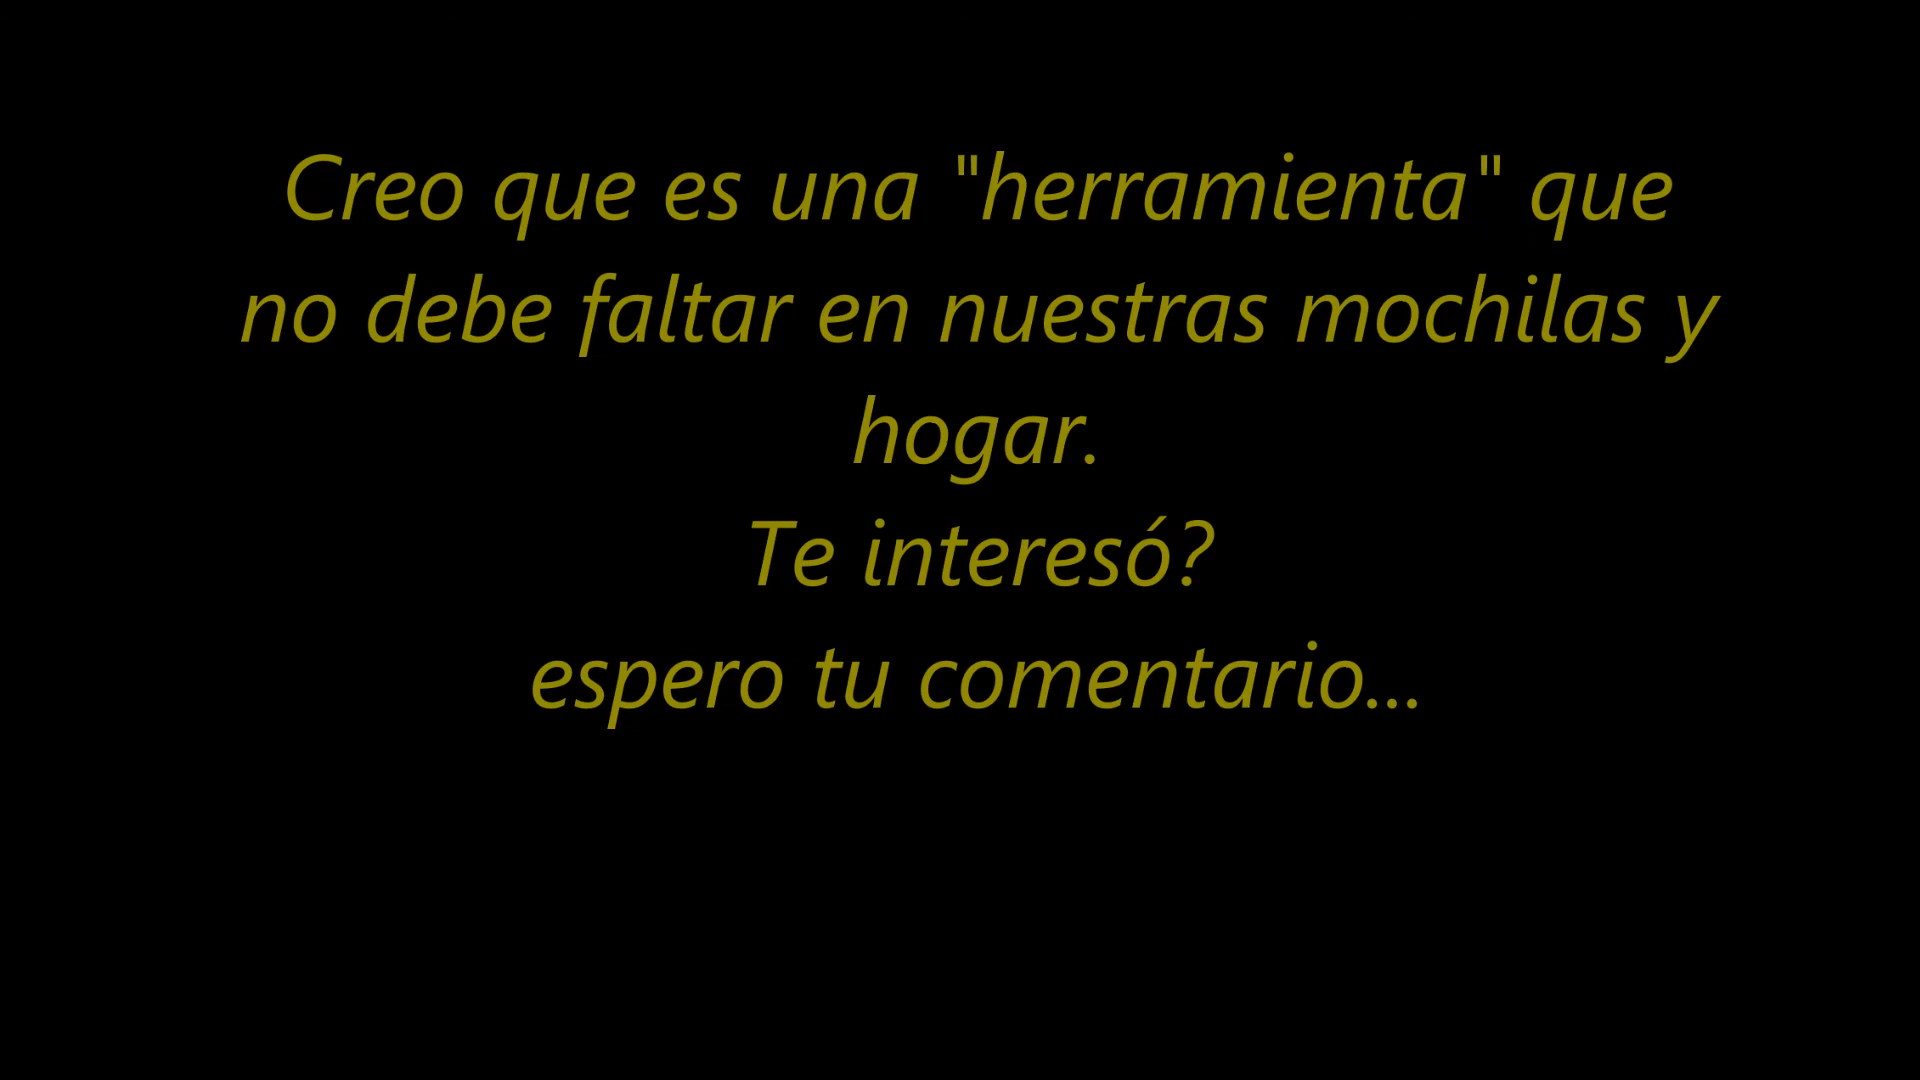 Creo que es una "herramienta" que
no debe faltar en nuestras mochilas y
hogar.
Te interesó?
espero tu comentario...